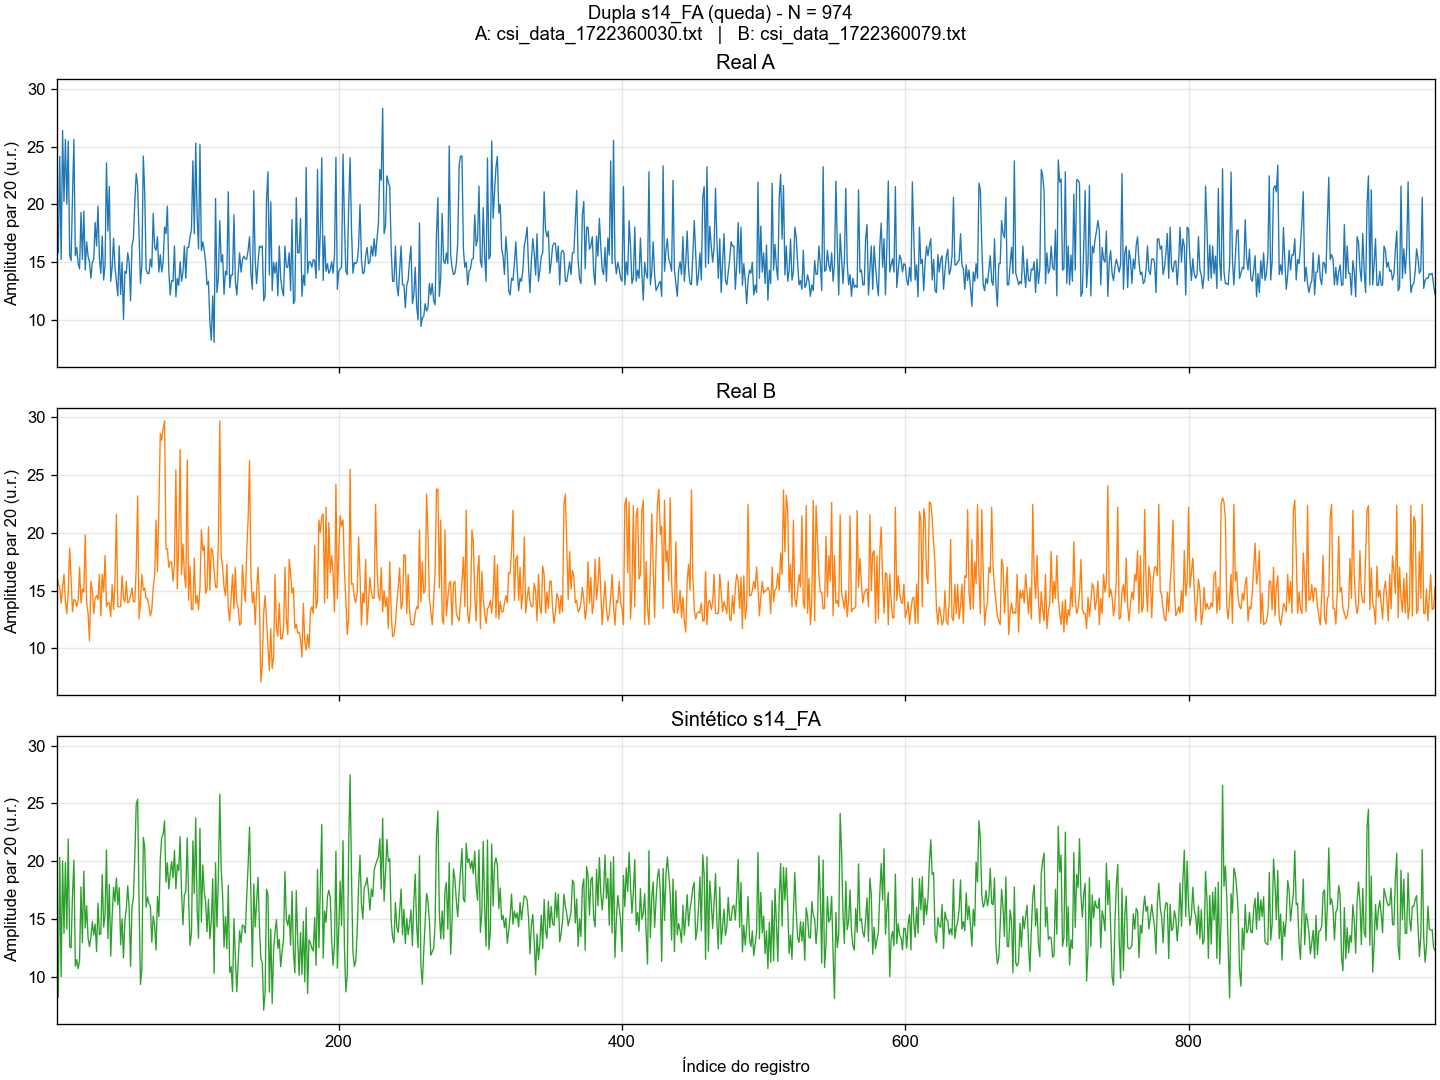 Dupla s14_FA (queda) - N = 974
A: csi_data_1722360030.txt | B: csi_data_1722360079.txt
Real A
Amplitude par 20 (u.r.)
30
25
20
15
10
Real B
Amplitude par 20 (u.r.)
30
25
20
15
10
Sintético s14_FA
Amplitude par 20 (u.r.)
30
25
20
15
10
200 400 600 800
Índice do registro